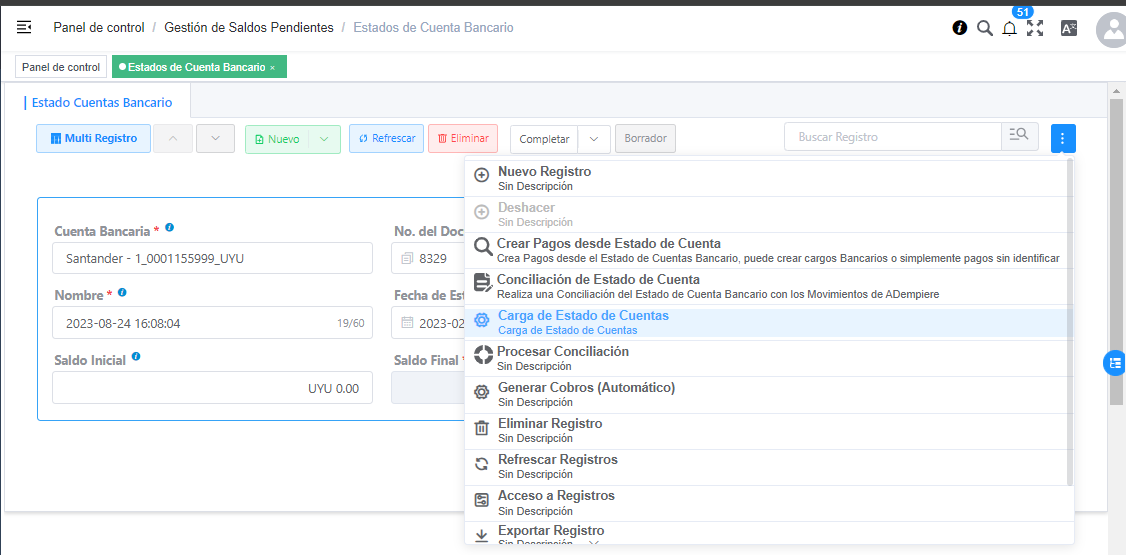 Panel de control / Gestión de Saldos Pendientes / Estados de Cuenta Bancario
51
Panel de control
Estados de Cuenta Bancario ×
Estado Cuentas Bancario
Multi Registro
Nuevo
Refrescar
Eliminar
Completar
Borrador
Buscar Registro
Nuevo Registro
Sin Descripción
Deshacer
Sin Descripción
Crear Pagos desde Estado de Cuenta
Crea Pagos desde el Estado de Cuentas Bancario, puede crear cargos Bancarios o simplemente pagos sin identificar
Conciliación de Estado de Cuenta
Realiza una Conciliación del Estado de Cuenta Bancario con los Movimientos de ADempiere
Carga de Estado de Cuentas
Carga de Estado de Cuentas
Procesar Conciliación
Sin Descripción
Generar Cobros (Automático)
Sin Descripción
Eliminar Registro
Sin Descripción
Refrescar Registros
Sin Descripción
Acceso a Registros
Sin Descripción
Exportar Registro
Sin Descripción
Cuenta Bancaria *
Santander - 1_0001155999_UYU
No. del Doc
8329
Nombre *
2023-08-24 16:08:04
19/60
Fecha de Est
2023-02
Saldo Inicial
UYU 0.00
Saldo Final *